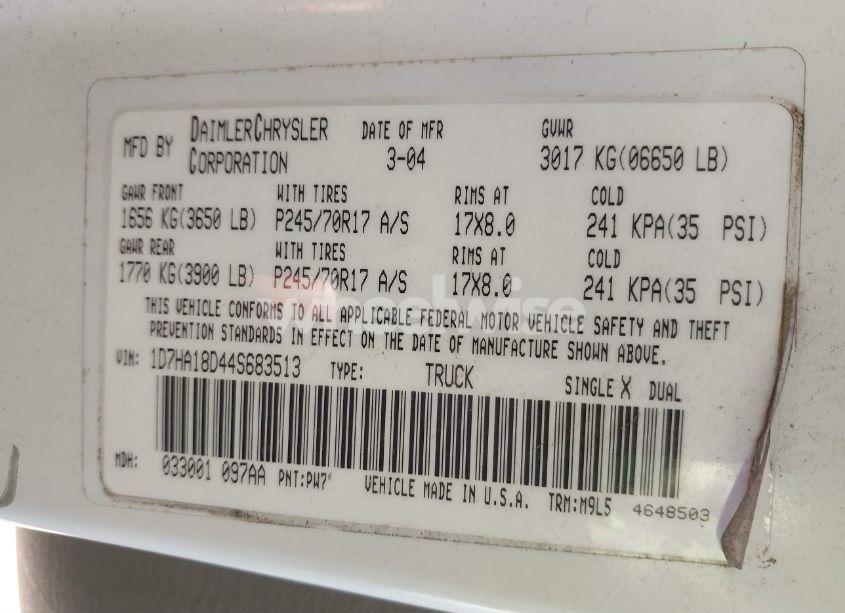 MFD BY DAIMLERCHRYSLER CORPORATION DATE OF MFR 3-04 GVWR 3017 KG(06650 LB)
GAWR FRONT WITH TIRES RIMS AT COLD
1656 KG(3650 LB) P245/70R17 A/S 17X8.0 241 KPA(35 PSI)
GAWR REAR WITH TIRES RIMS AT COLD
1770 KG(3900 LB) P245/70R17 A/S 17X8.0 241 KPA(35 PSI)
THIS VEHICLE CONFORMS TO ALL APPLICABLE FEDERAL MOTOR VEHICLE SAFETY AND THEFT
PREVENTION STANDARDS IN EFFECT ON THE DATE OF MANUFACTURE SHOWN ABOVE.
VIN: 1D7HA18D44S683513 TYPE: TRUCK SINGLE X DUAL
MDH: 033001 097AA PNT:PW7 VEHICLE MADE IN U.S.A. TRM:M9L5 4648503